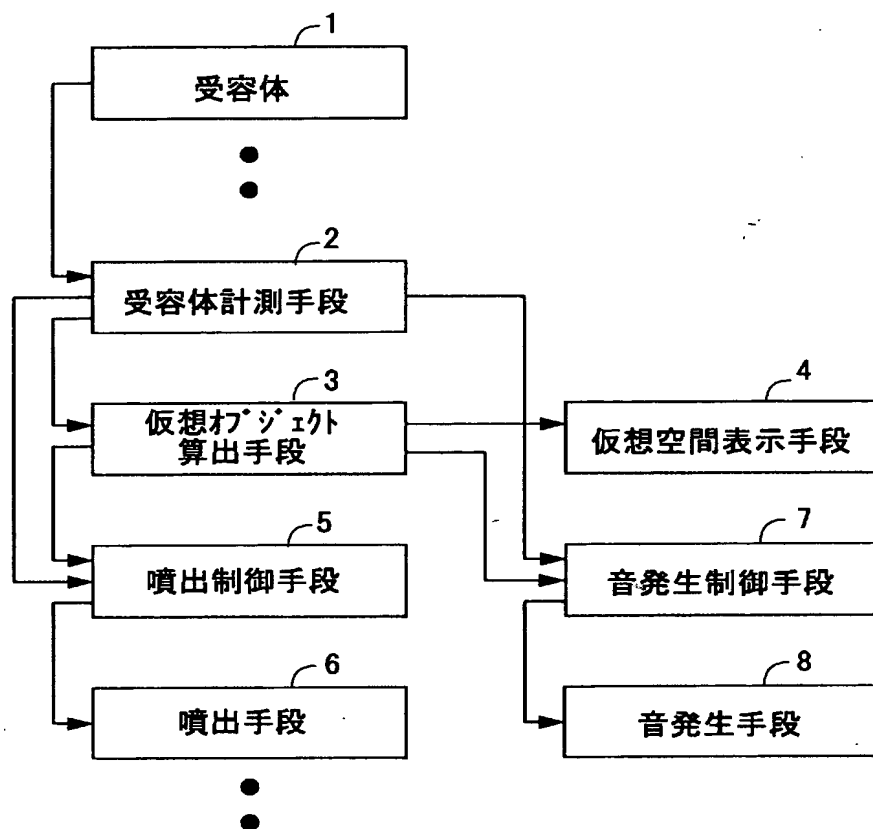 1
受容体
2
受容体計測手段
3
仮想ｵﾌﾞｼﾞｪｸﾄ
算出手段
4
仮想空間表示手段
5
噴出制御手段
7
音発生制御手段
6
噴出手段
8
音発生手段